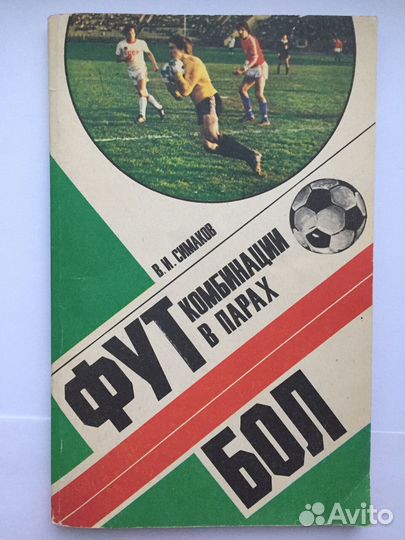 В. И. СИМАКОВ
ФУТ
КОМБИНАЦИИ
В ПАРАХ
БОЛ
Avito